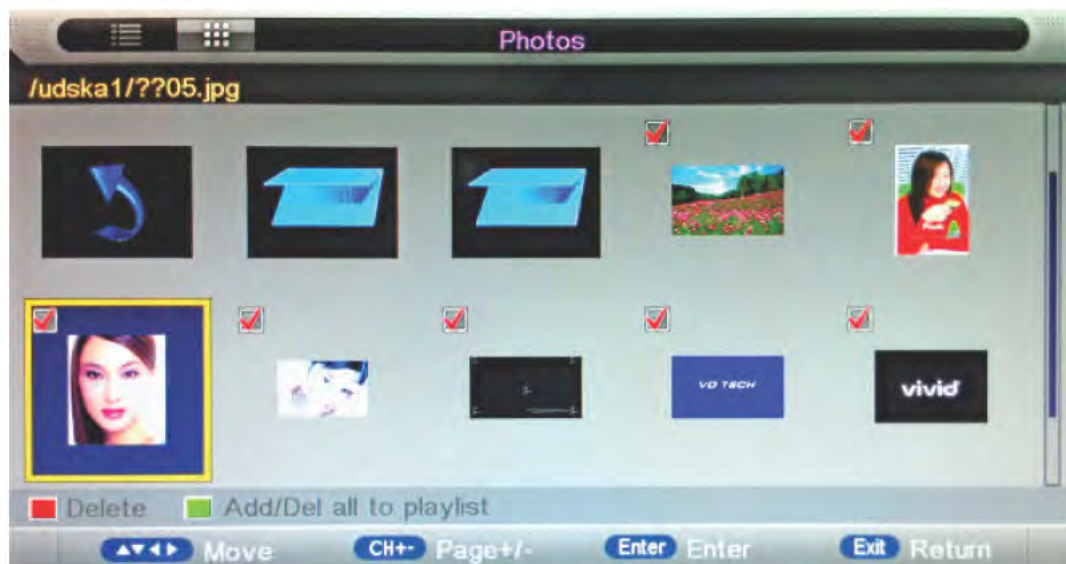 Photos
/udska1/??05.jpg
VD TECH
vivid
Delete Add/Del all to playlist
Move CH+- Page+/- Enter Enter Exit Return